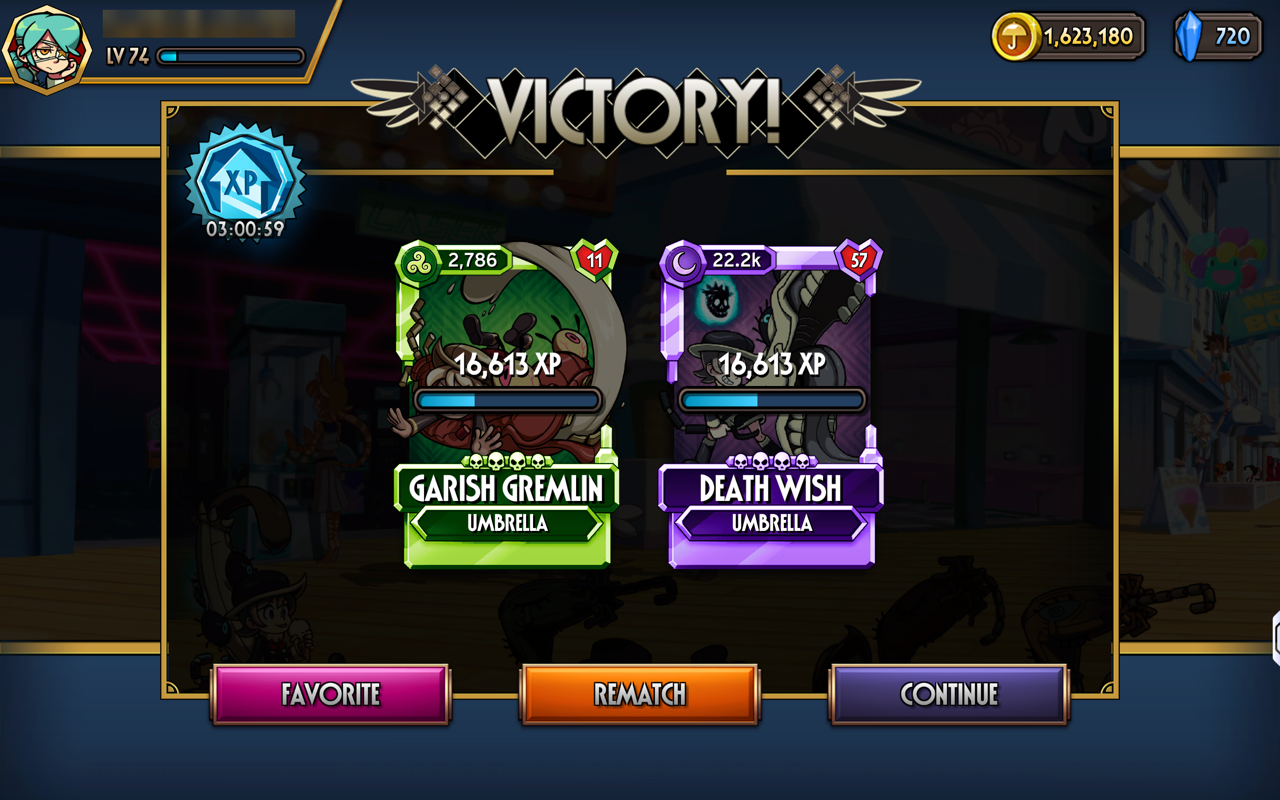 LV 74
1,623,180
720
VICTORY!
XP
03:00:59
2,786
11
22.2k
57
16,613 XP
16,613 XP
GARISH GREMLIN
UMBRELLA
DEATH WISH
UMBRELLA
FAVORITE
REMATCH
CONTINUE